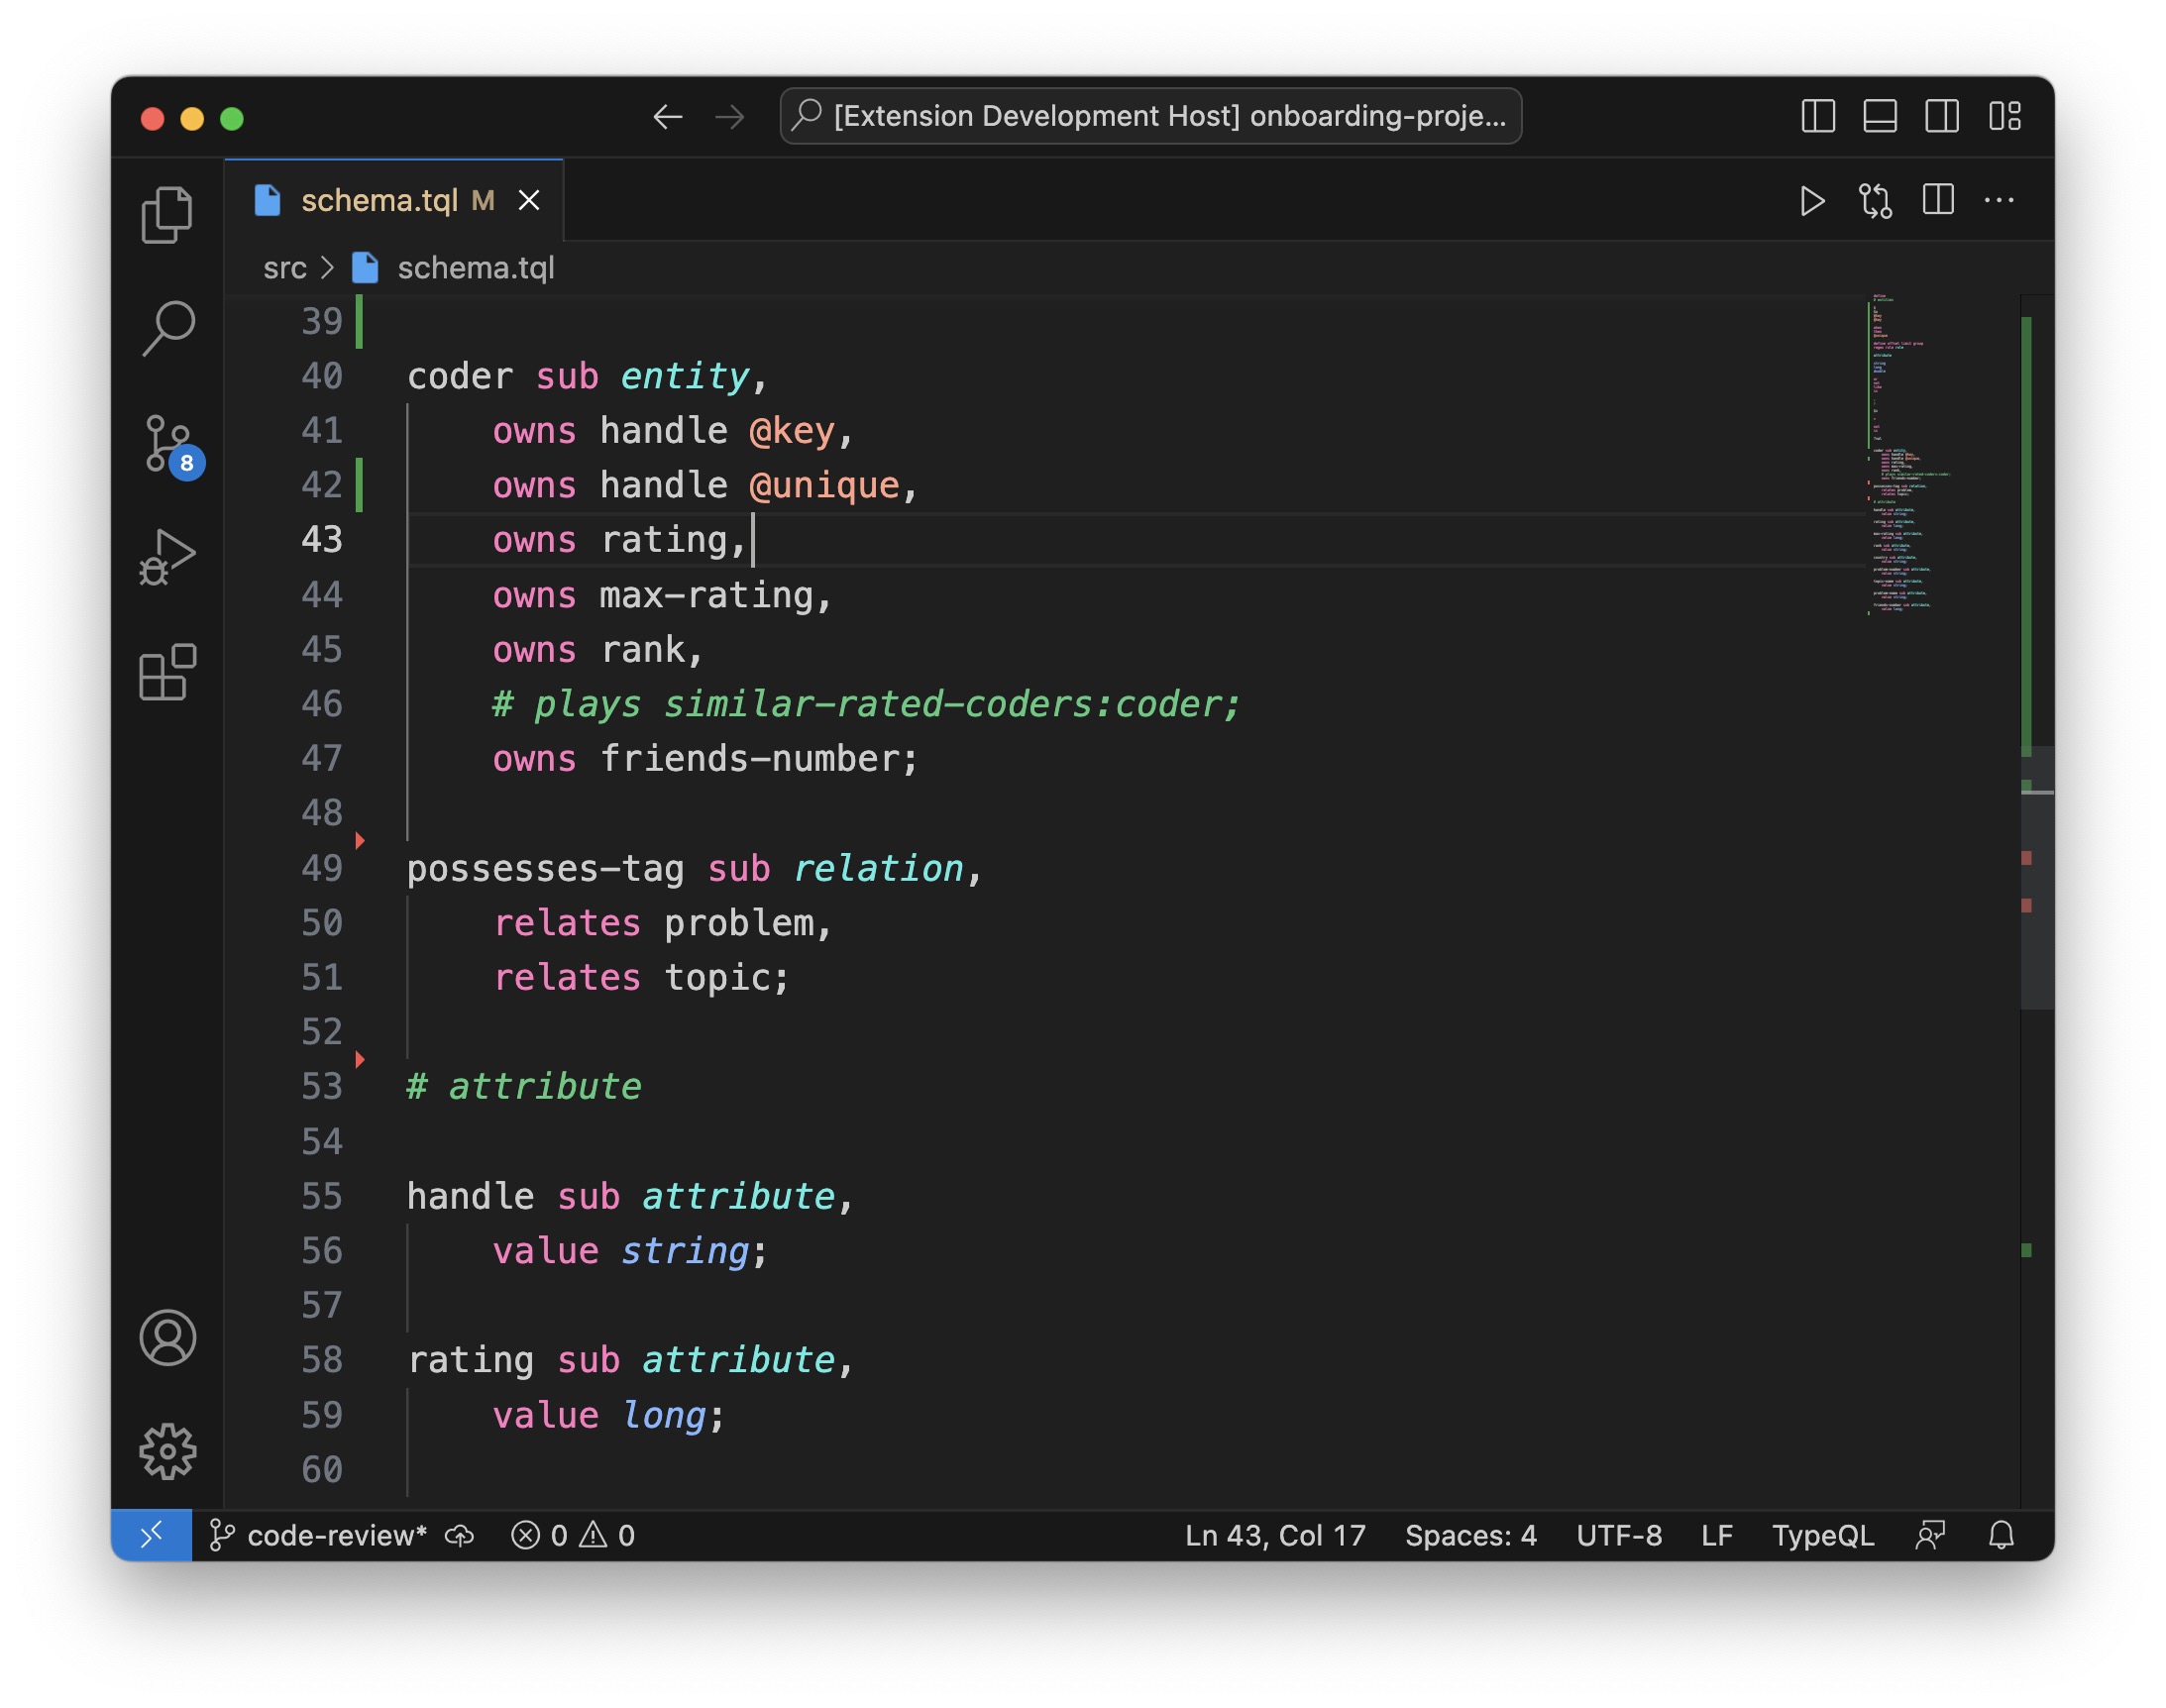 [Extension Development Host] onboarding-proje...
schema.tql M
src > schema.tql
39
40 coder sub entity,
41 owns handle @key,
42 owns handle @unique,
43 owns rating,
44 owns max-rating,
45 owns rank,
46 # plays similar-rated-coders:coder;
47 owns friends-number;
48
49 possesses-tag sub relation,
50 relates problem,
51 relates topic;
52
53 # attribute
54
55 handle sub attribute,
56 value string;
57
58 rating sub attribute,
59 value long;
60
8
code-review* 0 0 Ln 43, Col 17 Spaces: 4 UTF-8 LF TypeQL